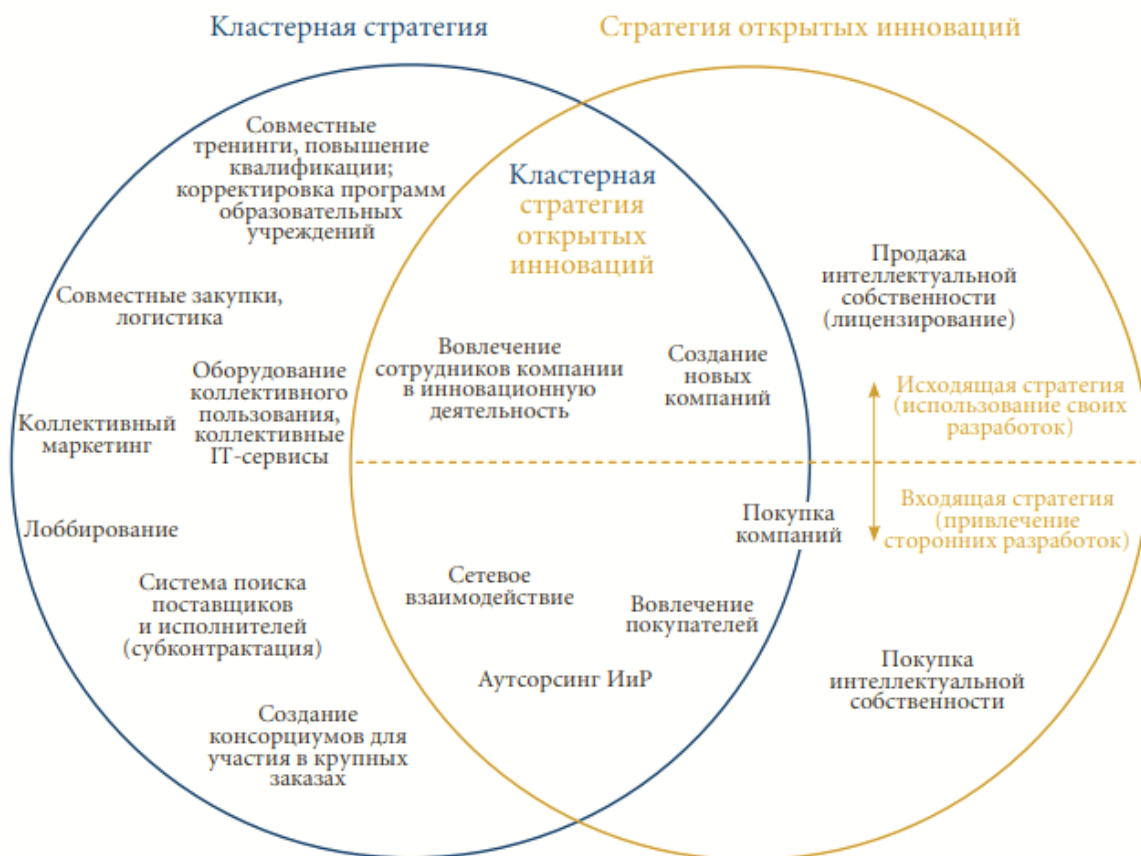 Кластерная стратегия
Стратегия открытых инноваций
Совместные
тренинги, повышение
квалификации;
корректировка программ
образовательных
учреждений
Совместные закупки,
логистика
Оборудование
коллективного
пользования,
коллективные
IT-сервисы
Коллективный
маркетинг
Лоббирование
Система поиска
поставщиков
и исполнителей
(субконтрактация)
Создание
консорциумов для
участия в крупных
заказах
Кластерная
стратегия
открытых
инноваций
Вовлечение
сотрудников компании
в инновационную
деятельность
Создание
новых
компаний
Покупка
компаний
Сетевое
взаимодействие
Вовлечение
покупателей
Аутсорсинг ИиР
Продажа
интеллектуальной
собственности
(лицензирование)
Исходящая стратегия
(использование своих
разработок)
Входящая стратегия
(привлечение
сторонних разработок)
Покупка
интеллектуальной
собственности